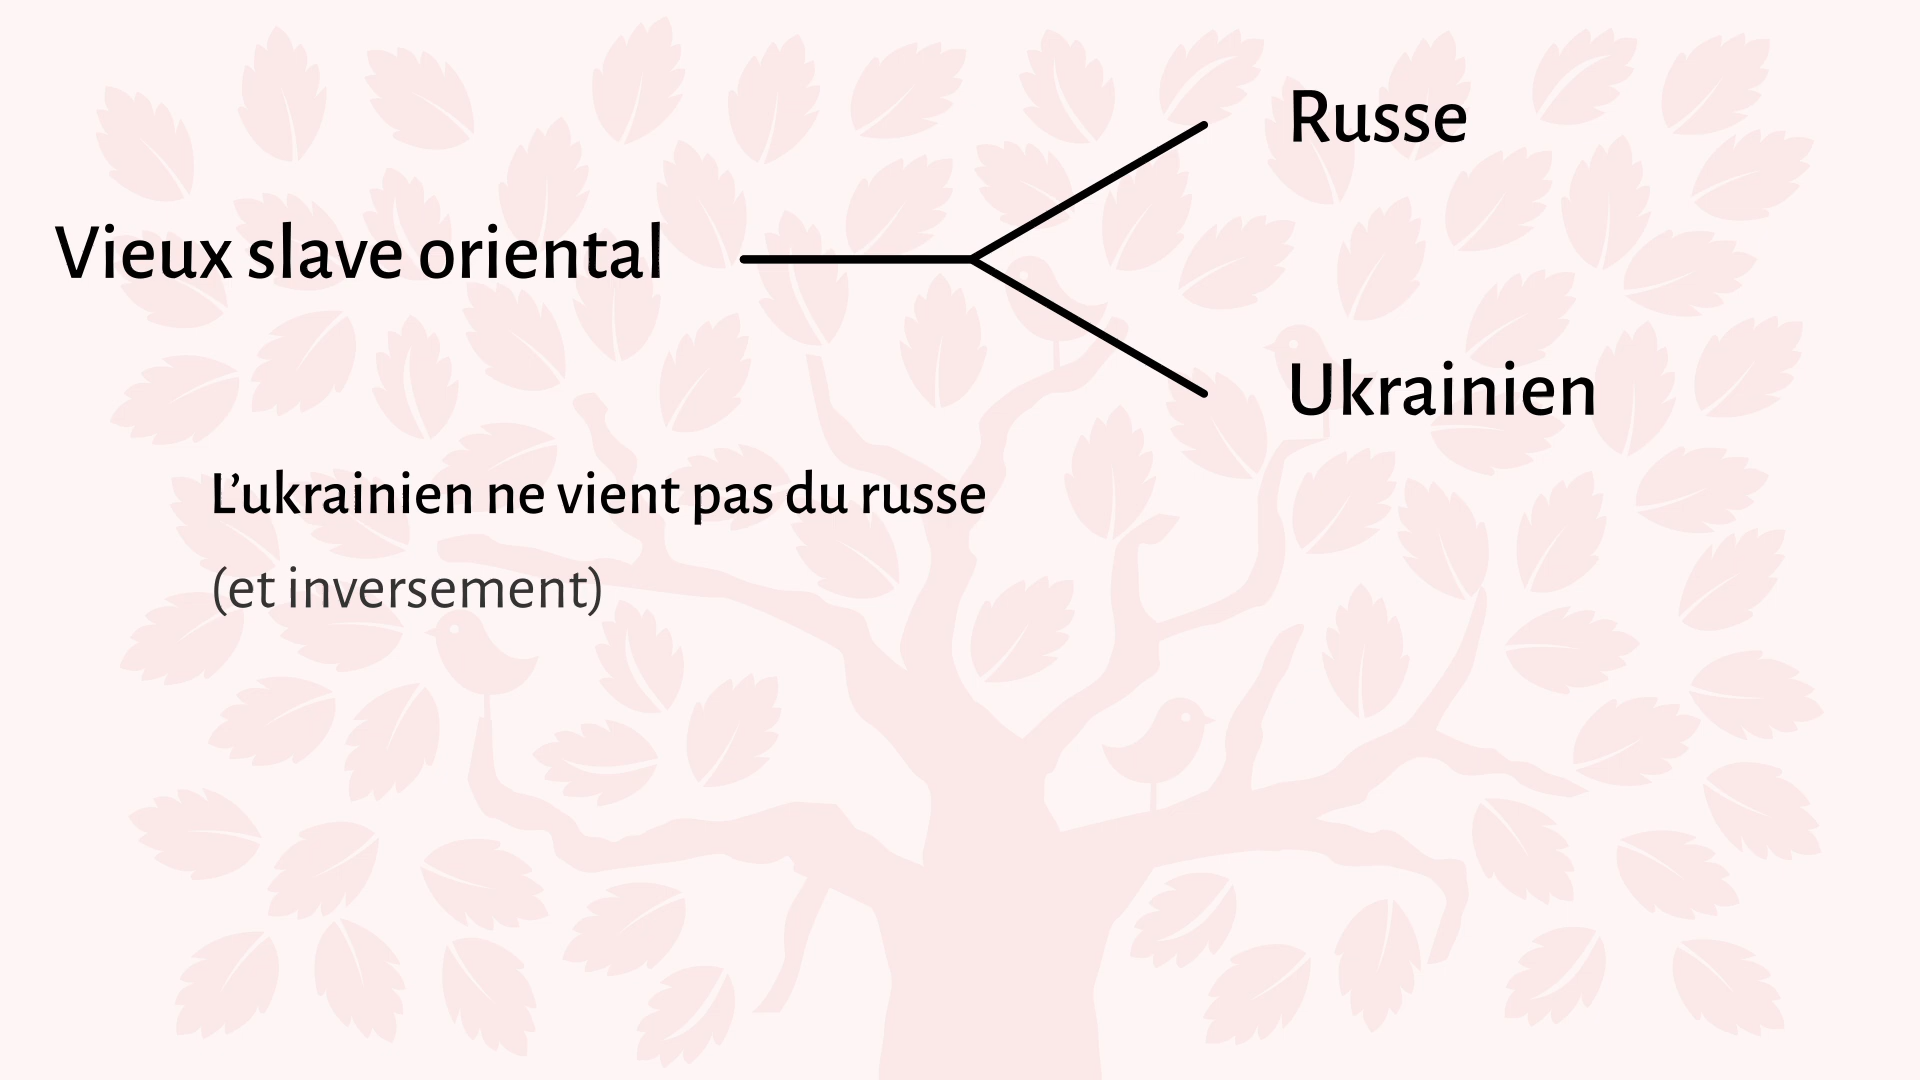 Russe
Vieux slave oriental
Ukrainien
L’ukrainien ne vient pas du russe
(et inversement)